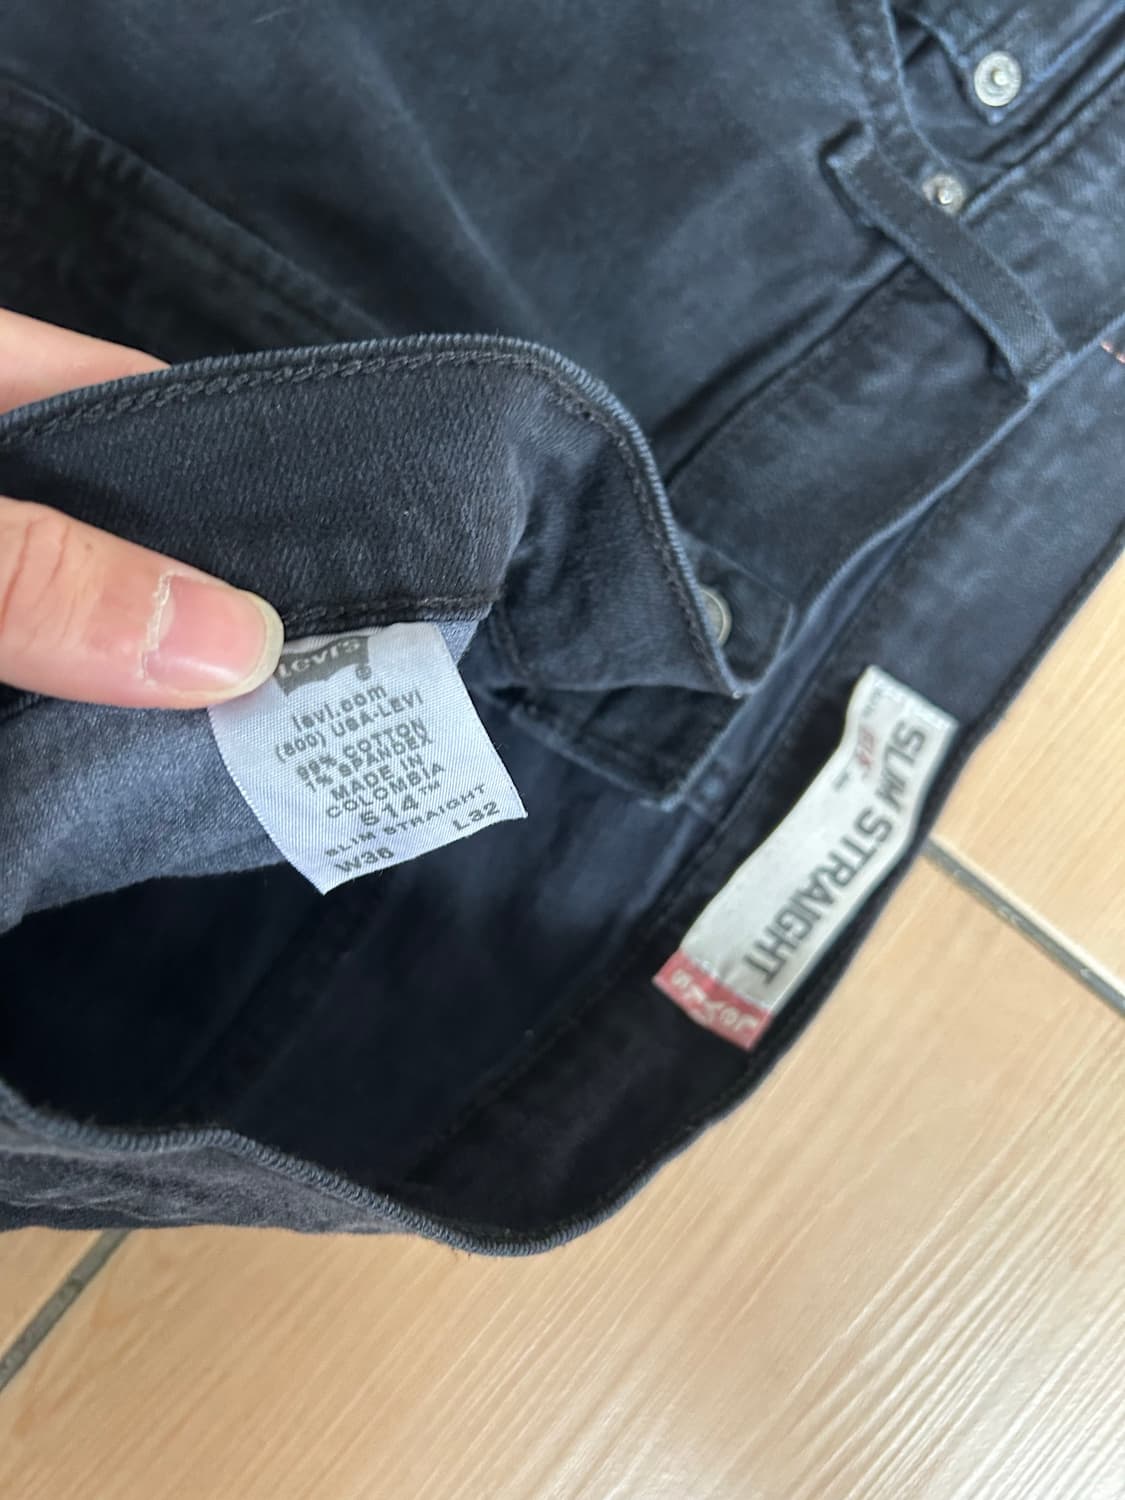 Levi's
®
levi.com
(800) USA-LEVI
99% COTTON
1% SPANDEX
MADE IN
COLOMBIA
514™
SLIM STRAIGHT
W36 L32
SLIM STRAIGHT
Levi's